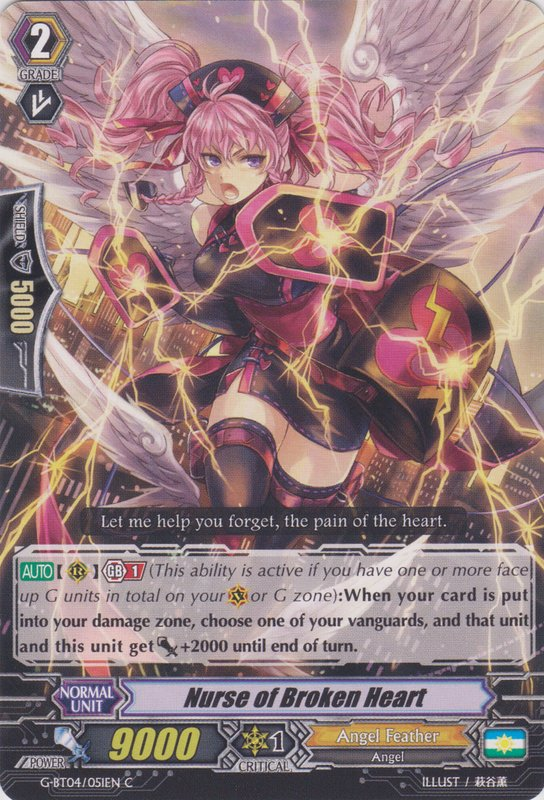 2
GRADE
SHIELD
5000
Let me help you forget, the pain of the heart.
AUTO【 (R) 】 GB 1 (This ability is active if you have one or more face
up G units in total on your (V) or G zone):When your card is put
into your damage zone, choose one of your vanguards, and that unit
and this unit get +2000 until end of turn.
NORMAL
UNIT
Nurse of Broken Heart
POWER
9000
1
CRITICAL
Angel Feather
Angel
G-BT04/051EN C
ILLUST / 萩谷薫